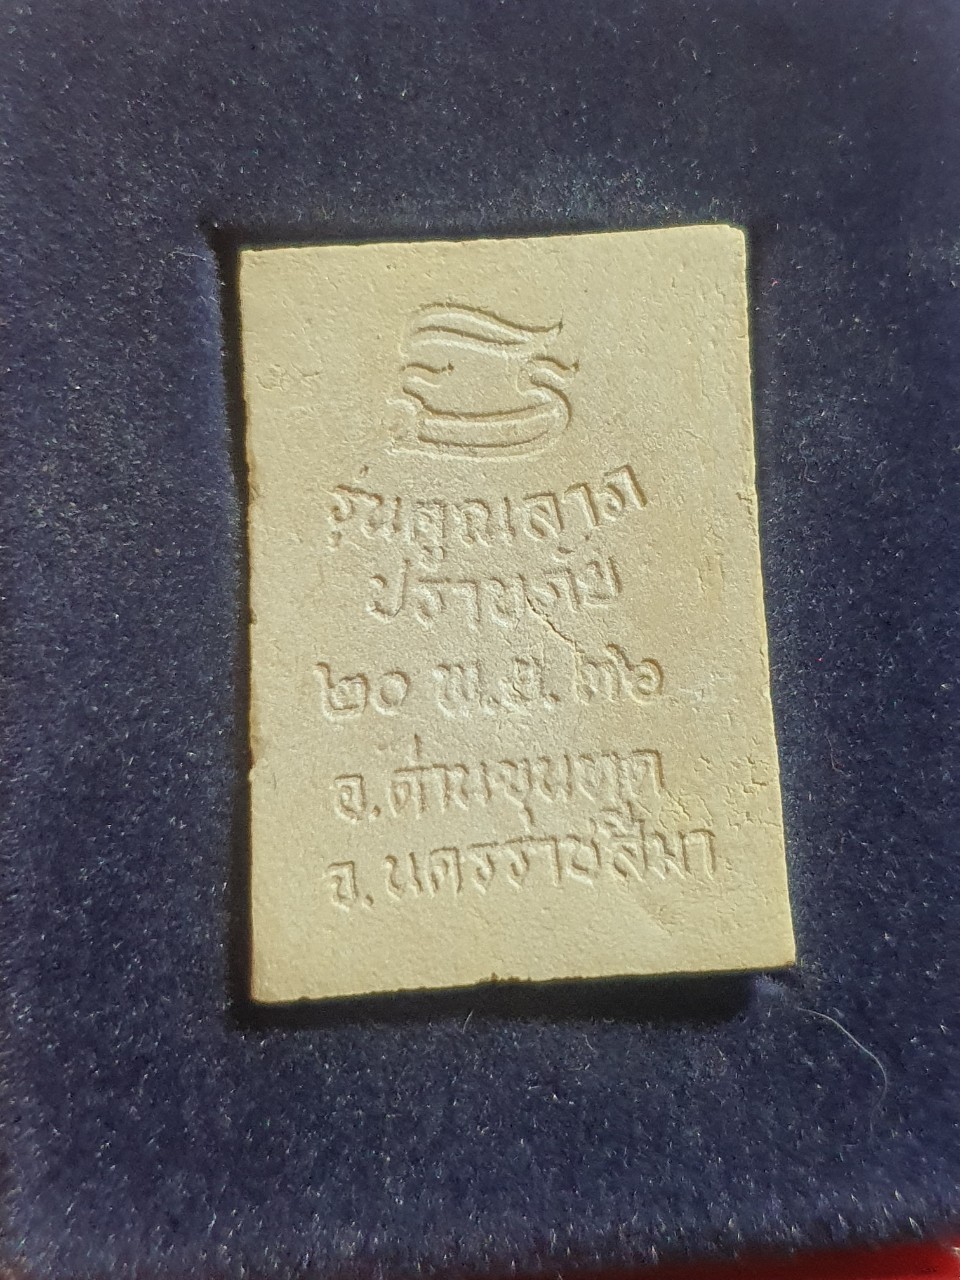 รุ่นคูณลาภ
ปราบภัย
๒๐ พ.ย. ๓๖
อ.ด่านขุนทด
จ.นครราชสีมา